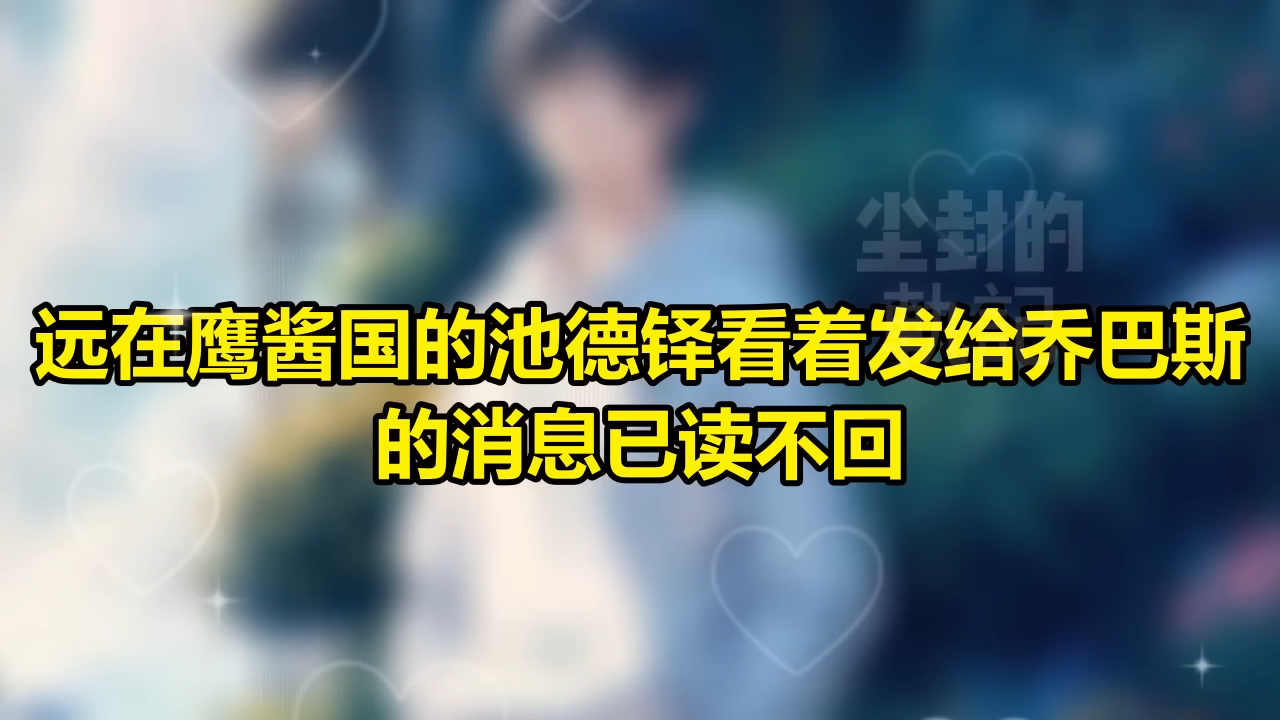 尘封的
远在鹰酱国的池德铎看着发给乔巴斯
的消息已读不回